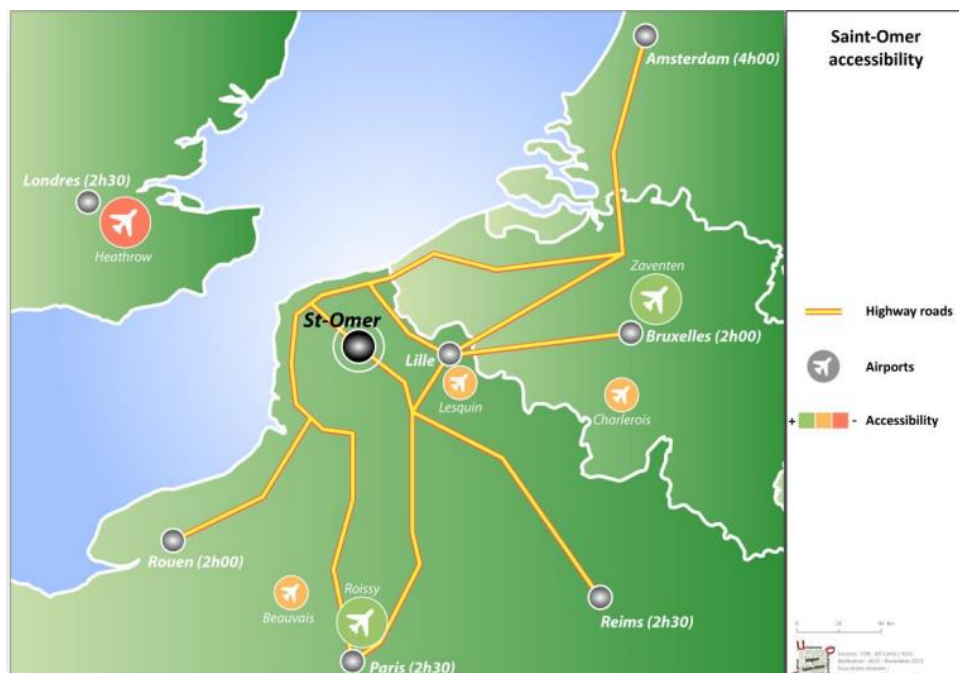 Saint-Omer
accessibility
Amsterdam (4h00)
Londres (2h30)
Heathrow
Zaventen
St-Omer
Bruxelles (2h00)
Lille
Lesquin
Charlerois
Rouen (2h00)
Beauvais
Roissy
Reims (2h30)
Paris (2h30)
Highway roads
Airports
+ - Accessibility